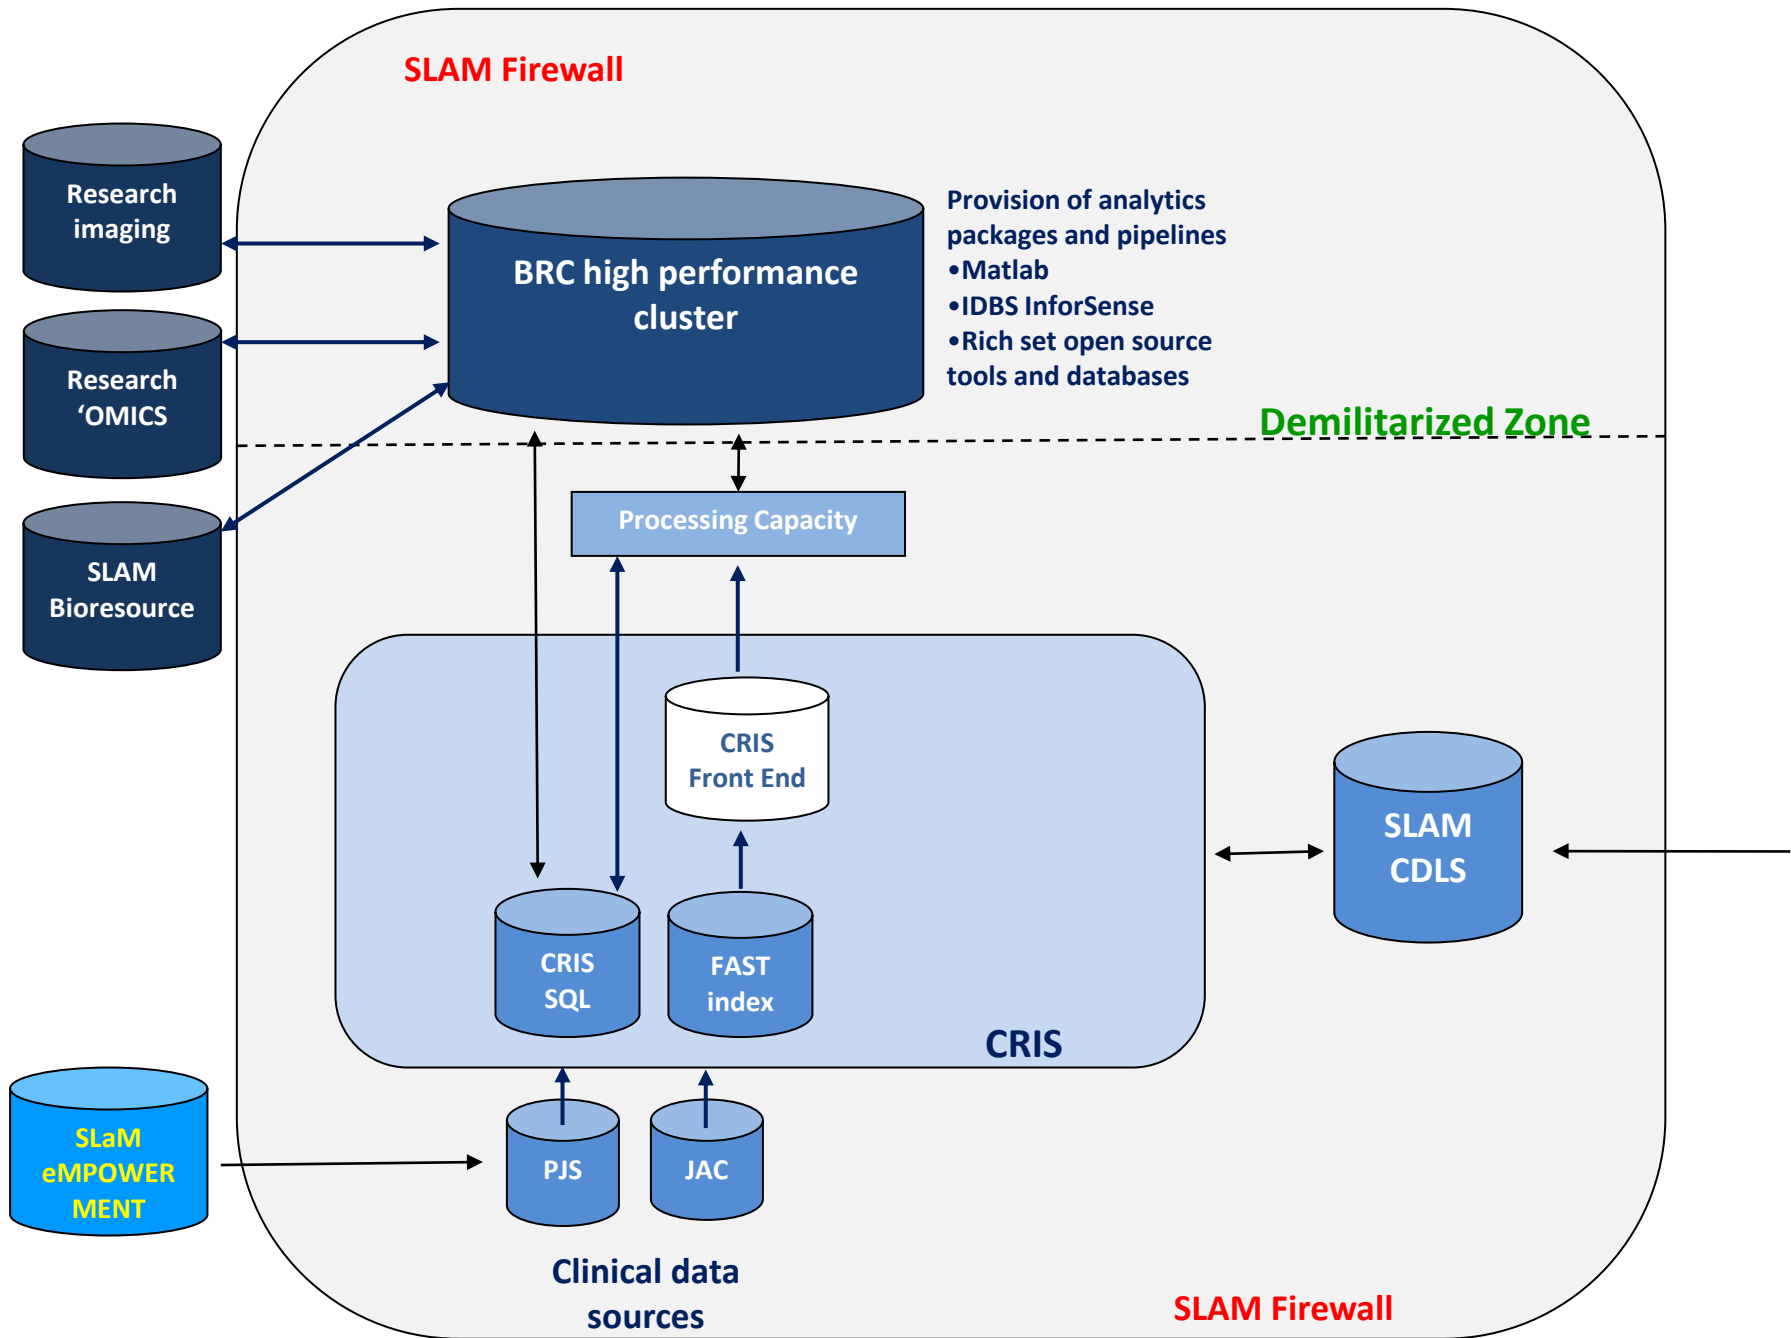 SLAM Firewall
Research
imaging
BRC high performance
cluster
Provision of analytics
packages and pipelines
•Matlab
•IDBS InforSense
•Rich set open source
tools and databases
Research
‘OMICS
Demilitarized Zone
Processing Capacity
SLAM
Bioresource
CRIS
Front End
SLAM
CDLS
CRIS
SQL
FAST
index
CRIS
SLaM
eMPOWER
MENT
PJS
JAC
Clinical data
sources
SLAM Firewall